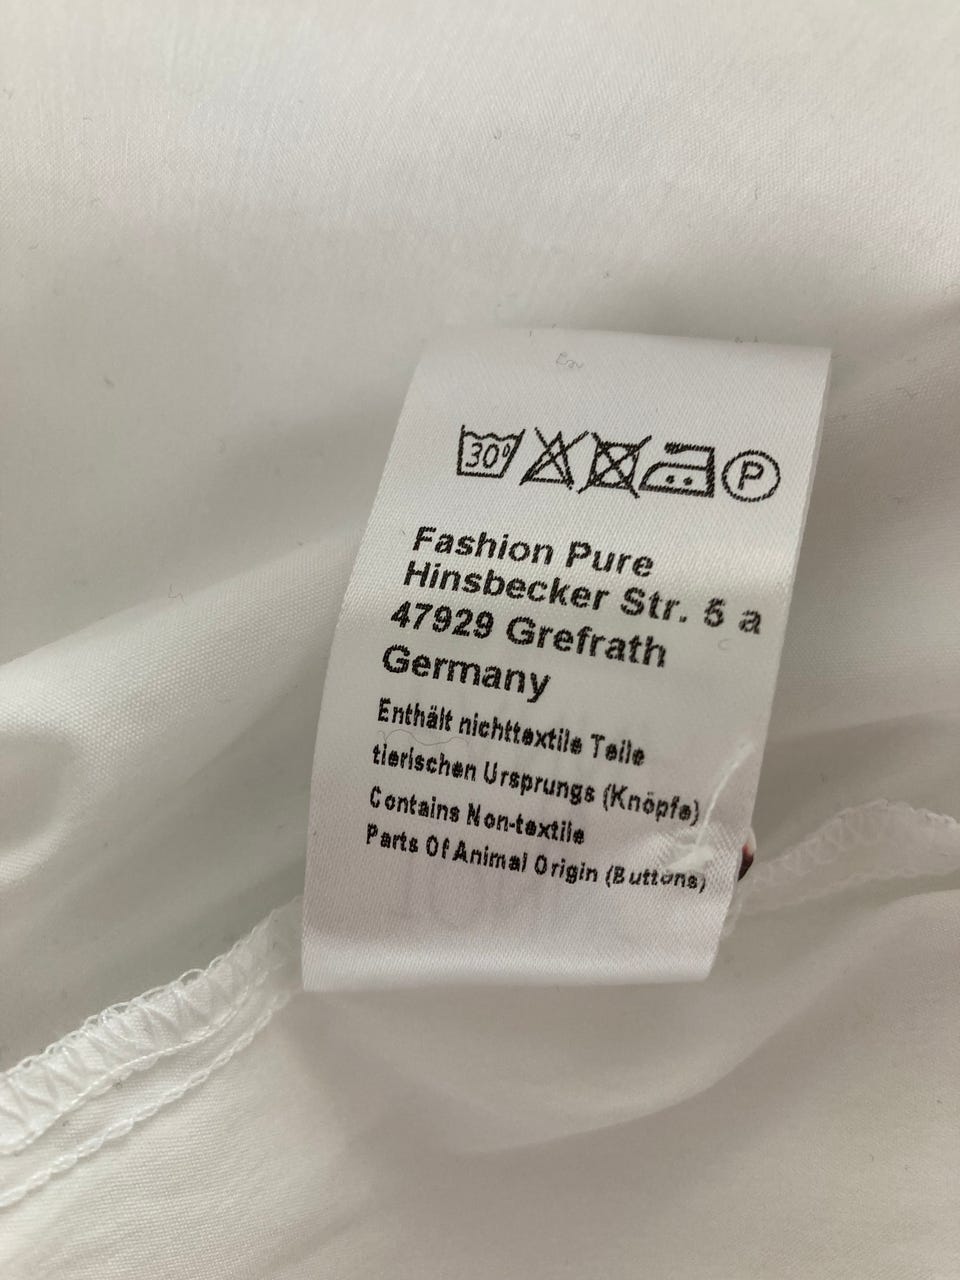 30°
P
Fashion Pure
Hinsbecker Str. 5 a
47929 Grefrath
Germany
Enthält nichttextile Teile
tierischen Ursprungs (Knöpfe)
Contains Non-textile
Parts Of Animal Origin (Buttons)